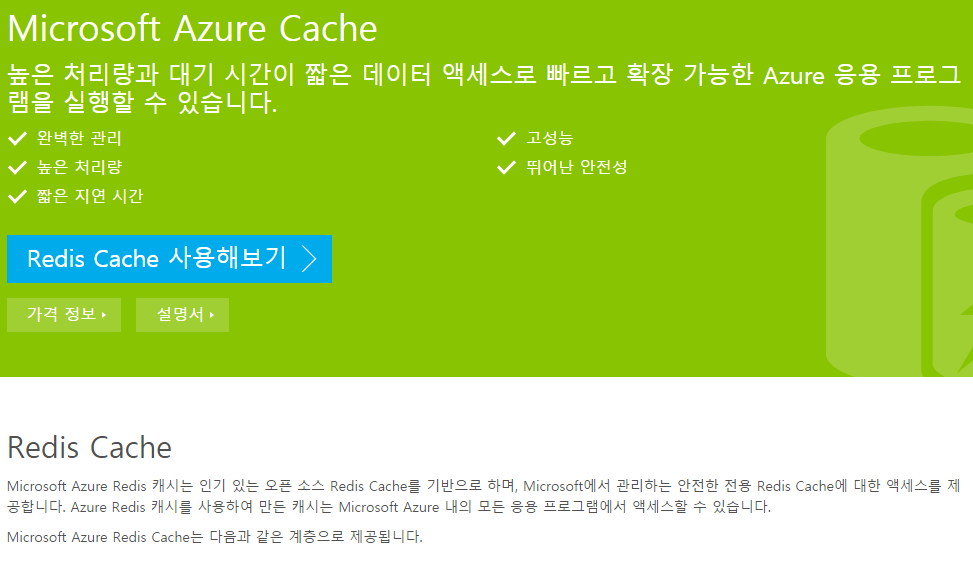 Microsoft Azure Cache
높은 처리량과 대기 시간이 짧은 데이터 액세스로 빠르고 확장 가능한 Azure 응용 프로그
램을 실행할 수 있습니다.
완벽한 관리
고성능
높은 처리량
뛰어난 안전성
짧은 지연 시간
Redis Cache 사용해보기
가격 정보
설명서
Redis Cache
Microsoft Azure Redis 캐시는 인기 있는 오픈 소스 Redis Cache를 기반으로 하며, Microsoft에서 관리하는 안전한 전용 Redis Cache에 대한 액세스를 제
공합니다. Azure Redis 캐시를 사용하여 만든 캐시는 Microsoft Azure 내의 모든 응용 프로그램에서 액세스할 수 있습니다.
Microsoft Azure Redis Cache는 다음과 같은 계층으로 제공됩니다.